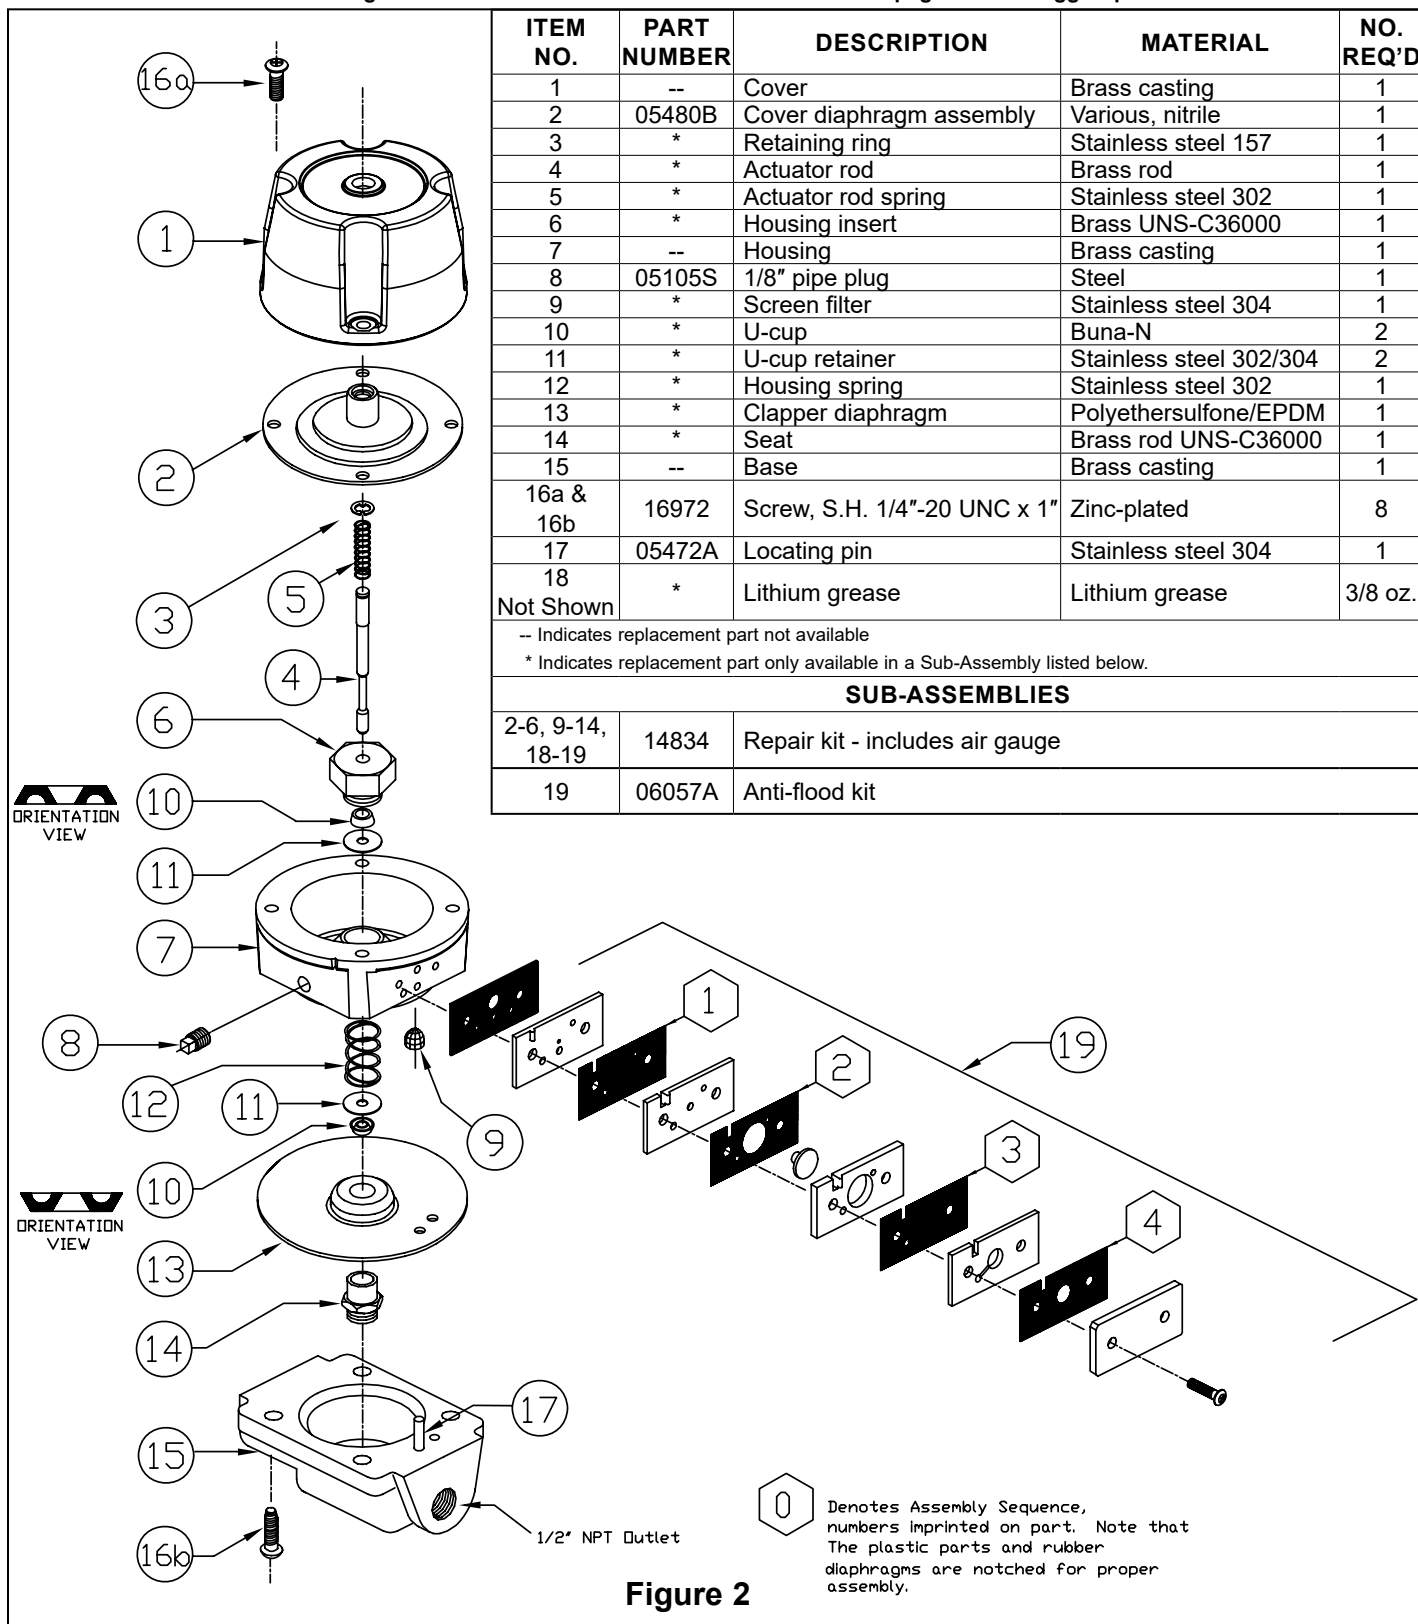 ITEM NO. PART NUMBER DESCRIPTION MATERIAL NO. REQ'D
1 -- Cover Brass casting 1
2 05480B Cover diaphragm assembly Various, nitrile 1
3 * Retaining ring Stainless steel 157 1
4 * Actuator rod Brass rod 1
5 * Actuator rod spring Stainless steel 302 1
6 * Housing insert Brass UNS-C36000 1
7 -- Housing Brass casting 1
8 05105S 1/8" pipe plug Steel 1
9 * Screen filter Stainless steel 304 1
10 * U-cup Buna-N 2
11 * U-cup retainer Stainless steel 302/304 2
12 * Housing spring Stainless steel 302 1
13 * Clapper diaphragm Polyethersulfone/EPDM 1
14 * Seat Brass rod UNS-C36000 1
15 -- Base Brass casting 1
16a & 16b 16972 Screw, S.H. 1/4"-20 UNC x 1" Zinc-plated 8
17 05472A Locating pin Stainless steel 304 1
18 Not Shown * Lithium grease Lithium grease 3/8 oz.
-- Indicates replacement part not available
* Indicates replacement part only available in a Sub-Assembly listed below.
SUB-ASSEMBLIES
2-6, 9-14, 18-19 14834 Repair kit - includes air gauge
19 06057A Anti-flood kit
16a
1
2
3
5
4
6
10
ORIENTATION
VIEW
11
7
8
12
11
9
10
ORIENTATION
VIEW
13
14
17
15
16b
1/2" NPT Outlet
1
2
3
4
19
0
Denotes Assembly Sequence,
numbers imprinted on part. Note that
The plastic parts and rubber
diaphragms are notched for proper
assembly.
Figure 2